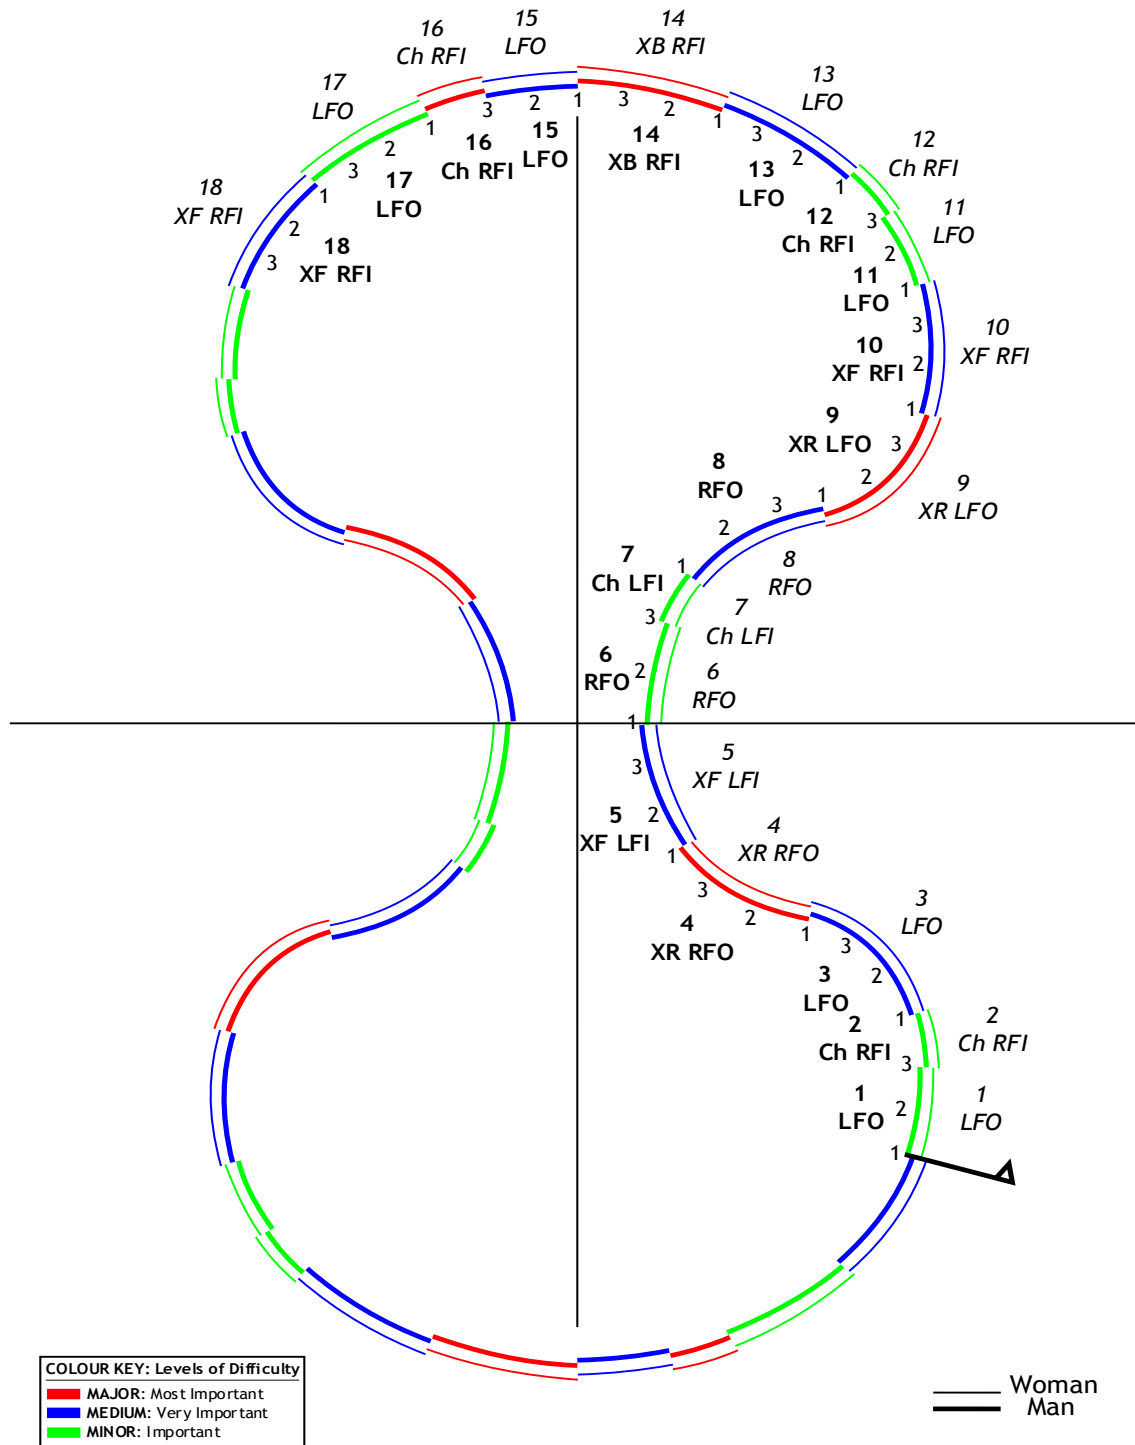 16
Ch RFI
15
LFO
14
XB RFI
13
LFO
17
LFO
12
Ch RFI
18
XF RFI
11
LFO
10
XF RFI
9
XR LFO
8
RFO
7
Ch LFI
6
RFO
5
XF LFI
4
XR RFO
3
LFO
2
Ch RFI
1
LFO
3
2
1
18
XF RFI
3
2
1
17
LFO
1
16
Ch RFI
3
2
1
15
LFO
3
2
1
14
XB RFI
3
2
1
13
LFO
12
Ch RFI
3
2
1
11
LFO
3
2
1
10
XF RFI
3
2
1
9
XR LFO
3
2
1
8
RFO
7
Ch LFI
3
2
1
6
RFO
3
2
1
5
XF LFI
3
2
1
4
XR RFO
3
2
1
3
LFO
2
Ch RFI
3
2
1
1
LFO
COLOUR KEY: Levels of Difficulty
MAJOR: Most Important
MEDIUM: Very Important
MINOR: Important
Woman
Man